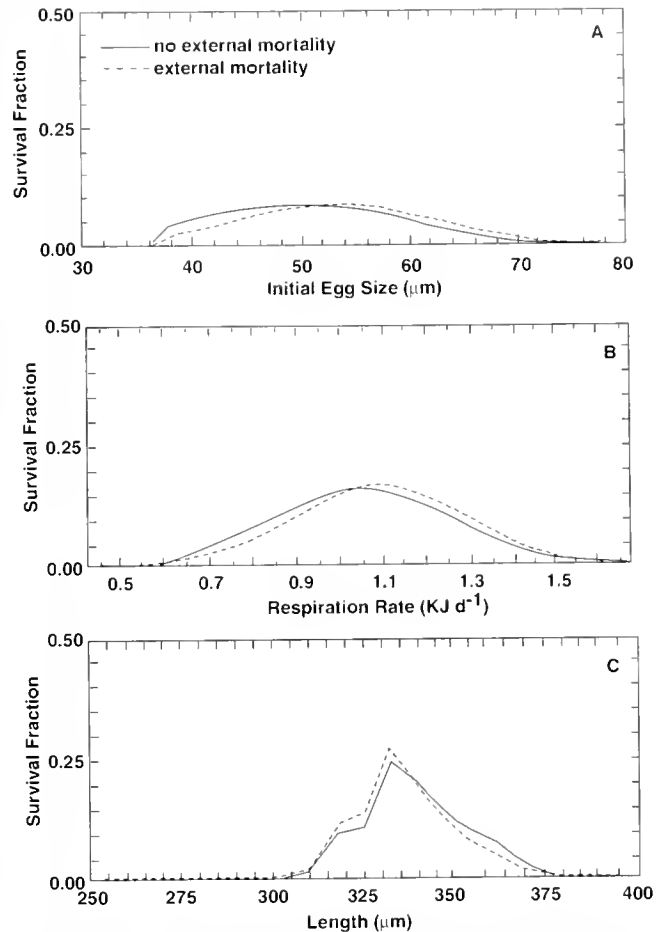 0.50
A
no external mortality
external mortality
Survival Fraction
0.25
0.00
30 40 50 60 70 80
Initial Egg Size (μm)
0.50
B
Survival Fraction
0.25
0.00
0.5 0.7 0.9 1.1 1.3 1.5
Respiration Rate (KJ d-1)
0.50
C
Survival Fraction
0.25
0.00
250 275 300 325 350 375 400
Length (μm)